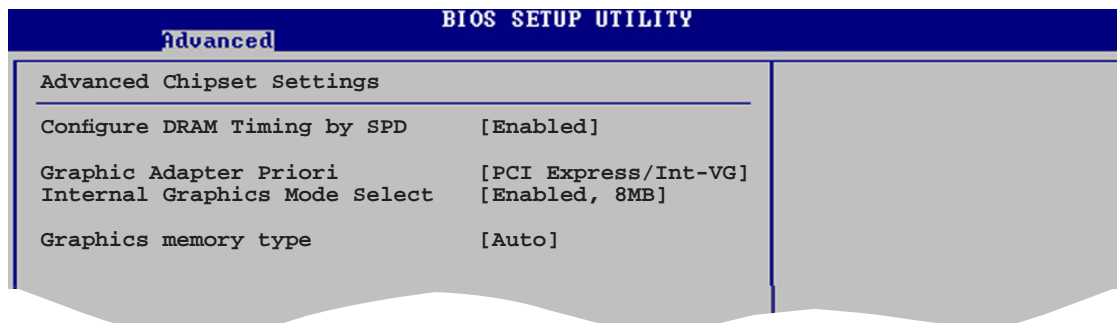 BIOS SETUP UTILITY
Advanced
Advanced Chipset Settings
Configure DRAM Timing by SPD [Enabled]
Graphic Adapter Priori [PCI Express/Int-VG]
Internal Graphics Mode Select [Enabled, 8MB]
Graphics memory type [Auto]